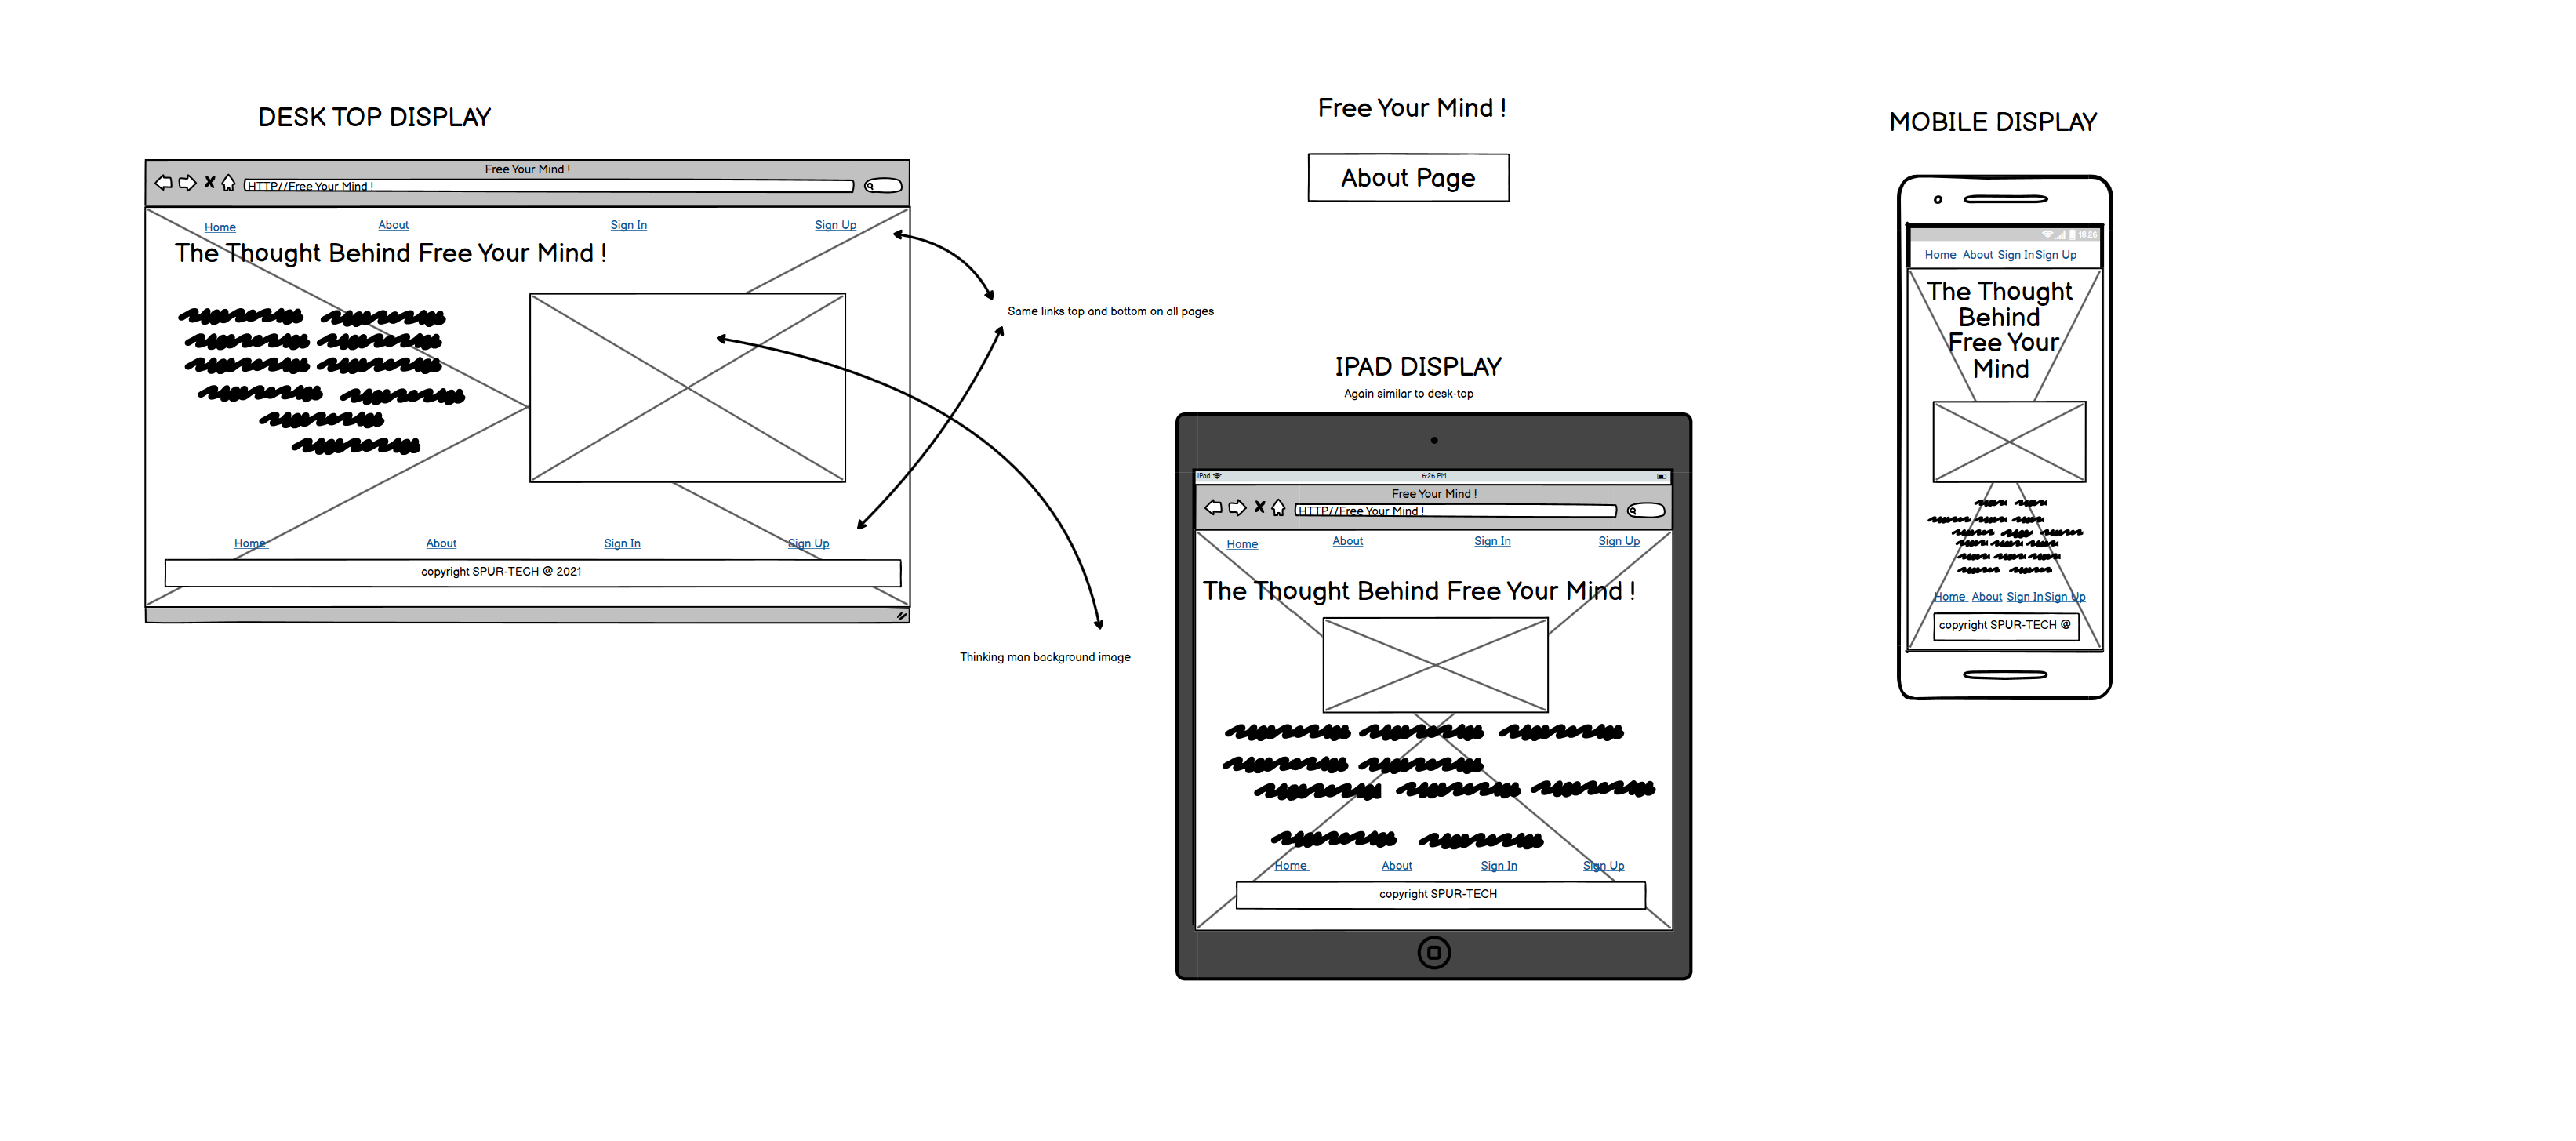 DESK TOP DISPLAY
Free Your Mind !
HTTP//Free Your Mind !
Home About Sign In Sign Up
The Thought Behind Free Your Mind !
Home About Sign In Sign Up
copyright SPUR-TECH @ 2021
Same links top and bottom on all pages
Thinking man background image
Free Your Mind !
About Page
IPAD DISPLAY
Again similar to desk-top
iPad 6:26 PM
Free Your Mind !
HTTP//Free Your Mind !
Home About Sign In Sign Up
The Thought Behind Free Your Mind !
Home About Sign In Sign Up
copyright SPUR-TECH
MOBILE DISPLAY
18:26
Home About Sign In Sign Up
The Thought
Behind
Free Your
Mind
Home About Sign In Sign Up
copyright SPUR-TECH @